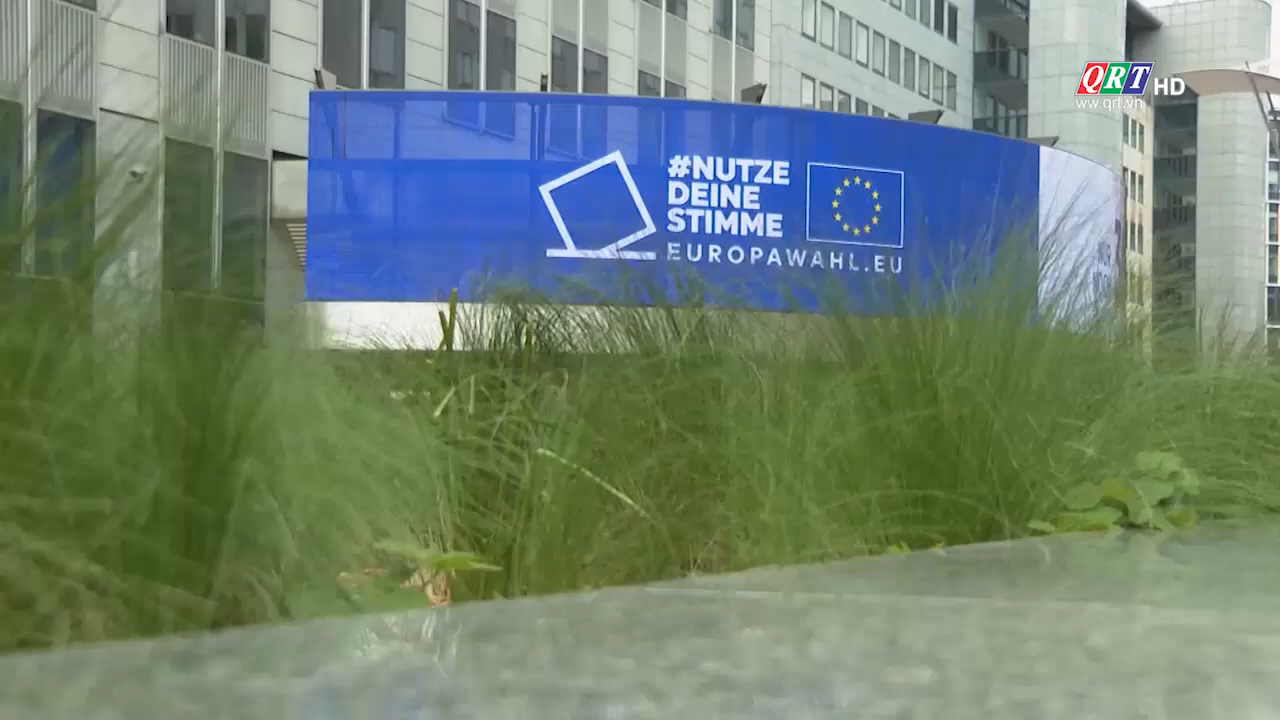 QRT HD
www.qrt.vn
#NUTZE
DEINE
STIMME
EUROPAWAHL.EU